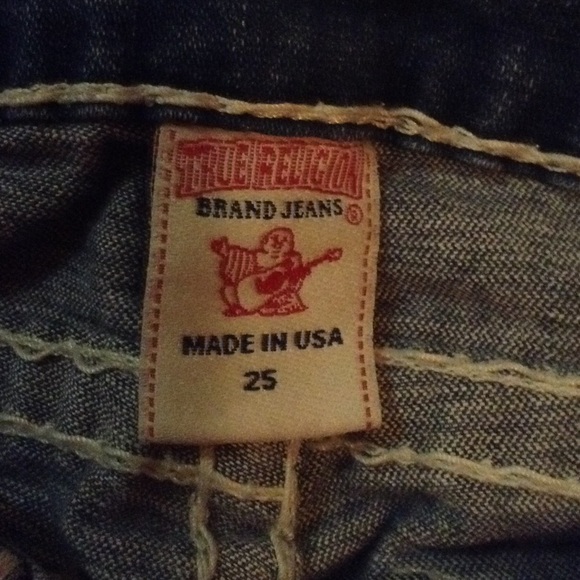 TRUE RELIGION
BRAND JEANS®
MADE IN USA
25